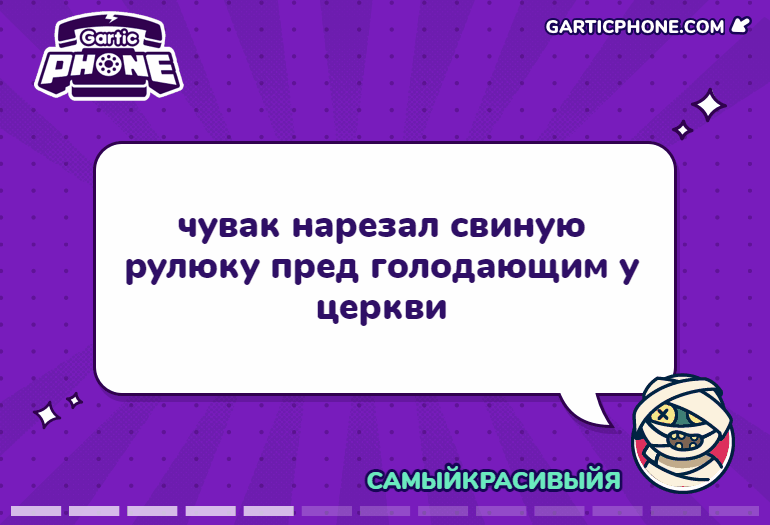 Gartic
PHONE
GARTICPHONE.COM
чувак нарезал свиную
рулюку пред голодающим у
церкви
САМЫЙКРАСИВЫЙЯ